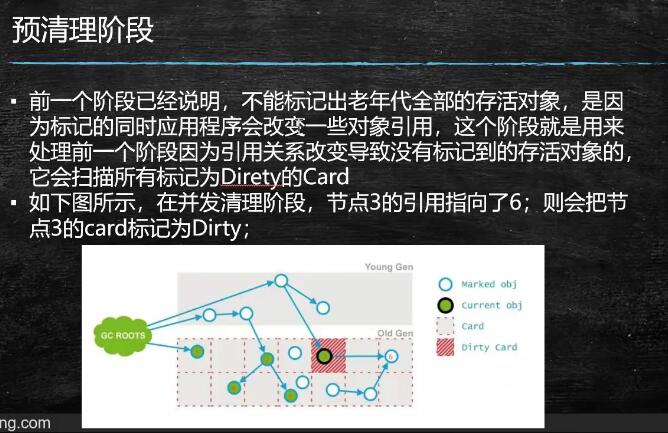 预清理阶段
▪ 前一个阶段已经说明，不能标记出老年代全部的存活对象，是因
为标记的同时应用程序会改变一些对象引用，这个阶段就是用来
处理前一个阶段因为引用关系改变导致没有标记到的存活对象的，
它会扫描所有标记为Direty的Card
▪ 如下图所示，在并发清理阶段，节点3的引用指向了6；则会把节
点3的card标记为Dirty；
Young Gen
Marked obj
Current obj
GC ROOTS
Card
Old Gen
Dirty Card
6
ng.com